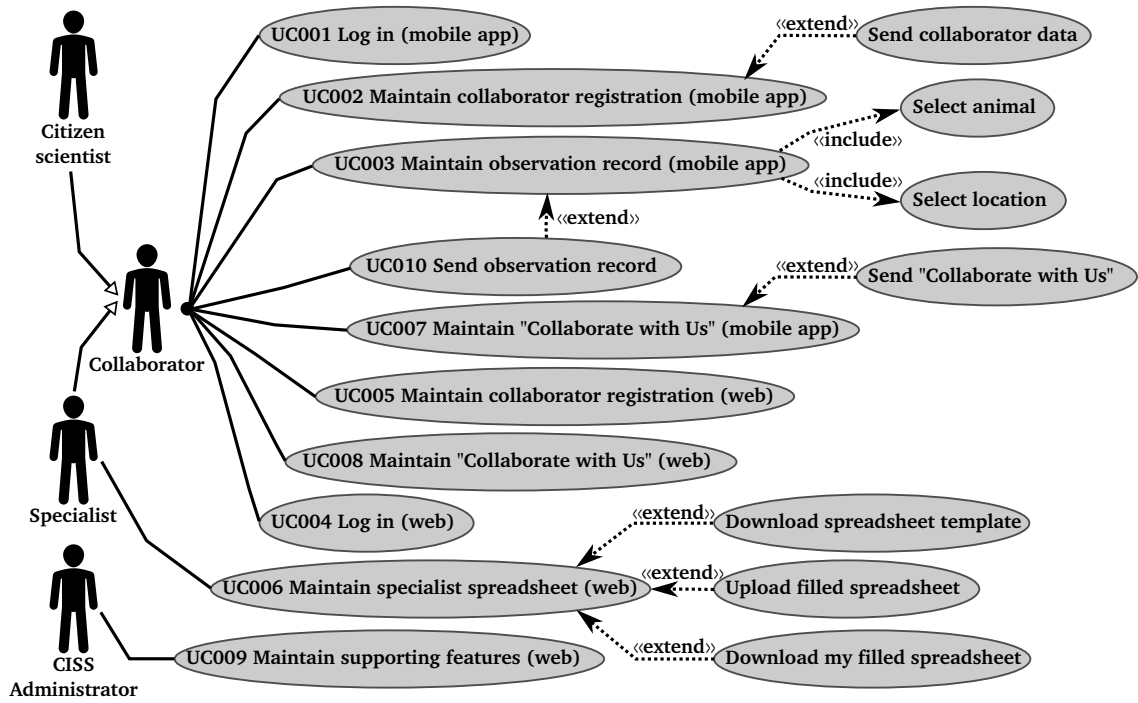 Citizen
scientist
Collaborator
Specialist
CISS
Administrator
UC001 Log in (mobile app)
«extend»
Send collaborator data
UC002 Maintain collaborator registration (mobile app)
Select animal
«include»
UC003 Maintain observation record (mobile app)
«include»
Select location
«extend»
UC010 Send observation record
«extend»
Send "Collaborate with Us"
UC007 Maintain "Collaborate with Us" (mobile app)
UC005 Maintain collaborator registration (web)
UC008 Maintain "Collaborate with Us" (web)
UC004 Log in (web)
«extend»
Download spreadsheet template
UC006 Maintain specialist spreadsheet (web)
«extend»
Upload filled spreadsheet
UC009 Maintain supporting features (web)
«extend»
Download my filled spreadsheet